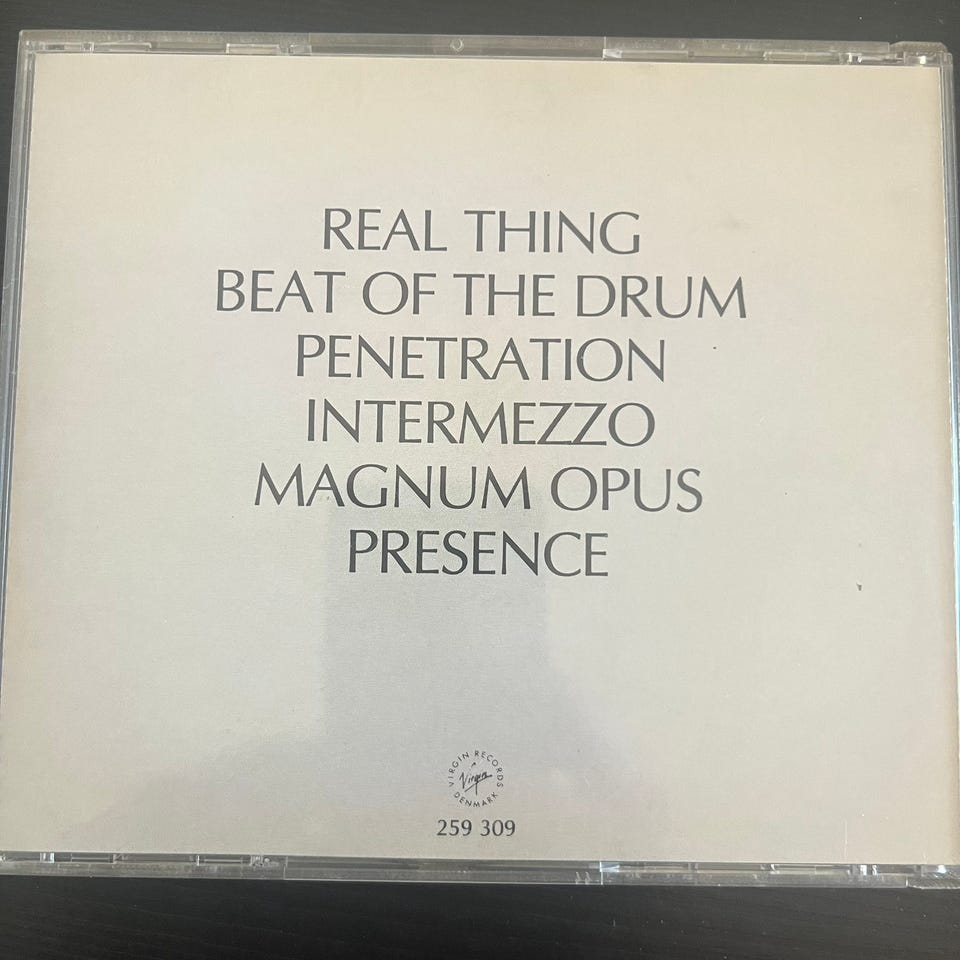 REAL THING
BEAT OF THE DRUM
PENETRATION
INTERMEZZO
MAGNUM OPUS
PRESENCE
VIRGIN RECORDS
Virgin
DENMARK
259 309